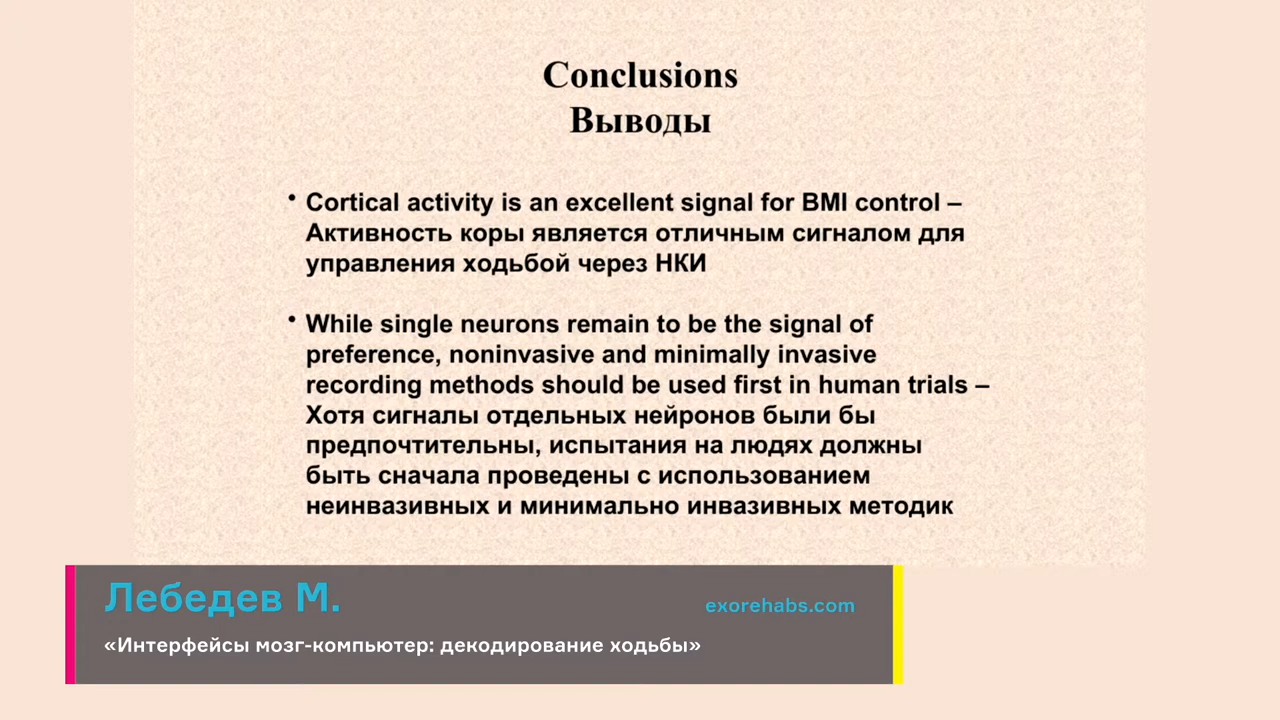 Conclusions
Выводы
• Cortical activity is an excellent signal for BMI control –
Активность коры является отличным сигналом для
управления ходьбой через НКИ
• While single neurons remain to be the signal of
preference, noninvasive and minimally invasive
recording methods should be used first in human trials –
Хотя сигналы отдельных нейронов были бы
предпочтительны, испытания на людях должны
быть сначала проведены с использованием
неинвазивных и минимально инвазивных методик
Лебедев М.
exorehabs.com
«Интерфейсы мозг-компьютер: декодирование ходьбы»